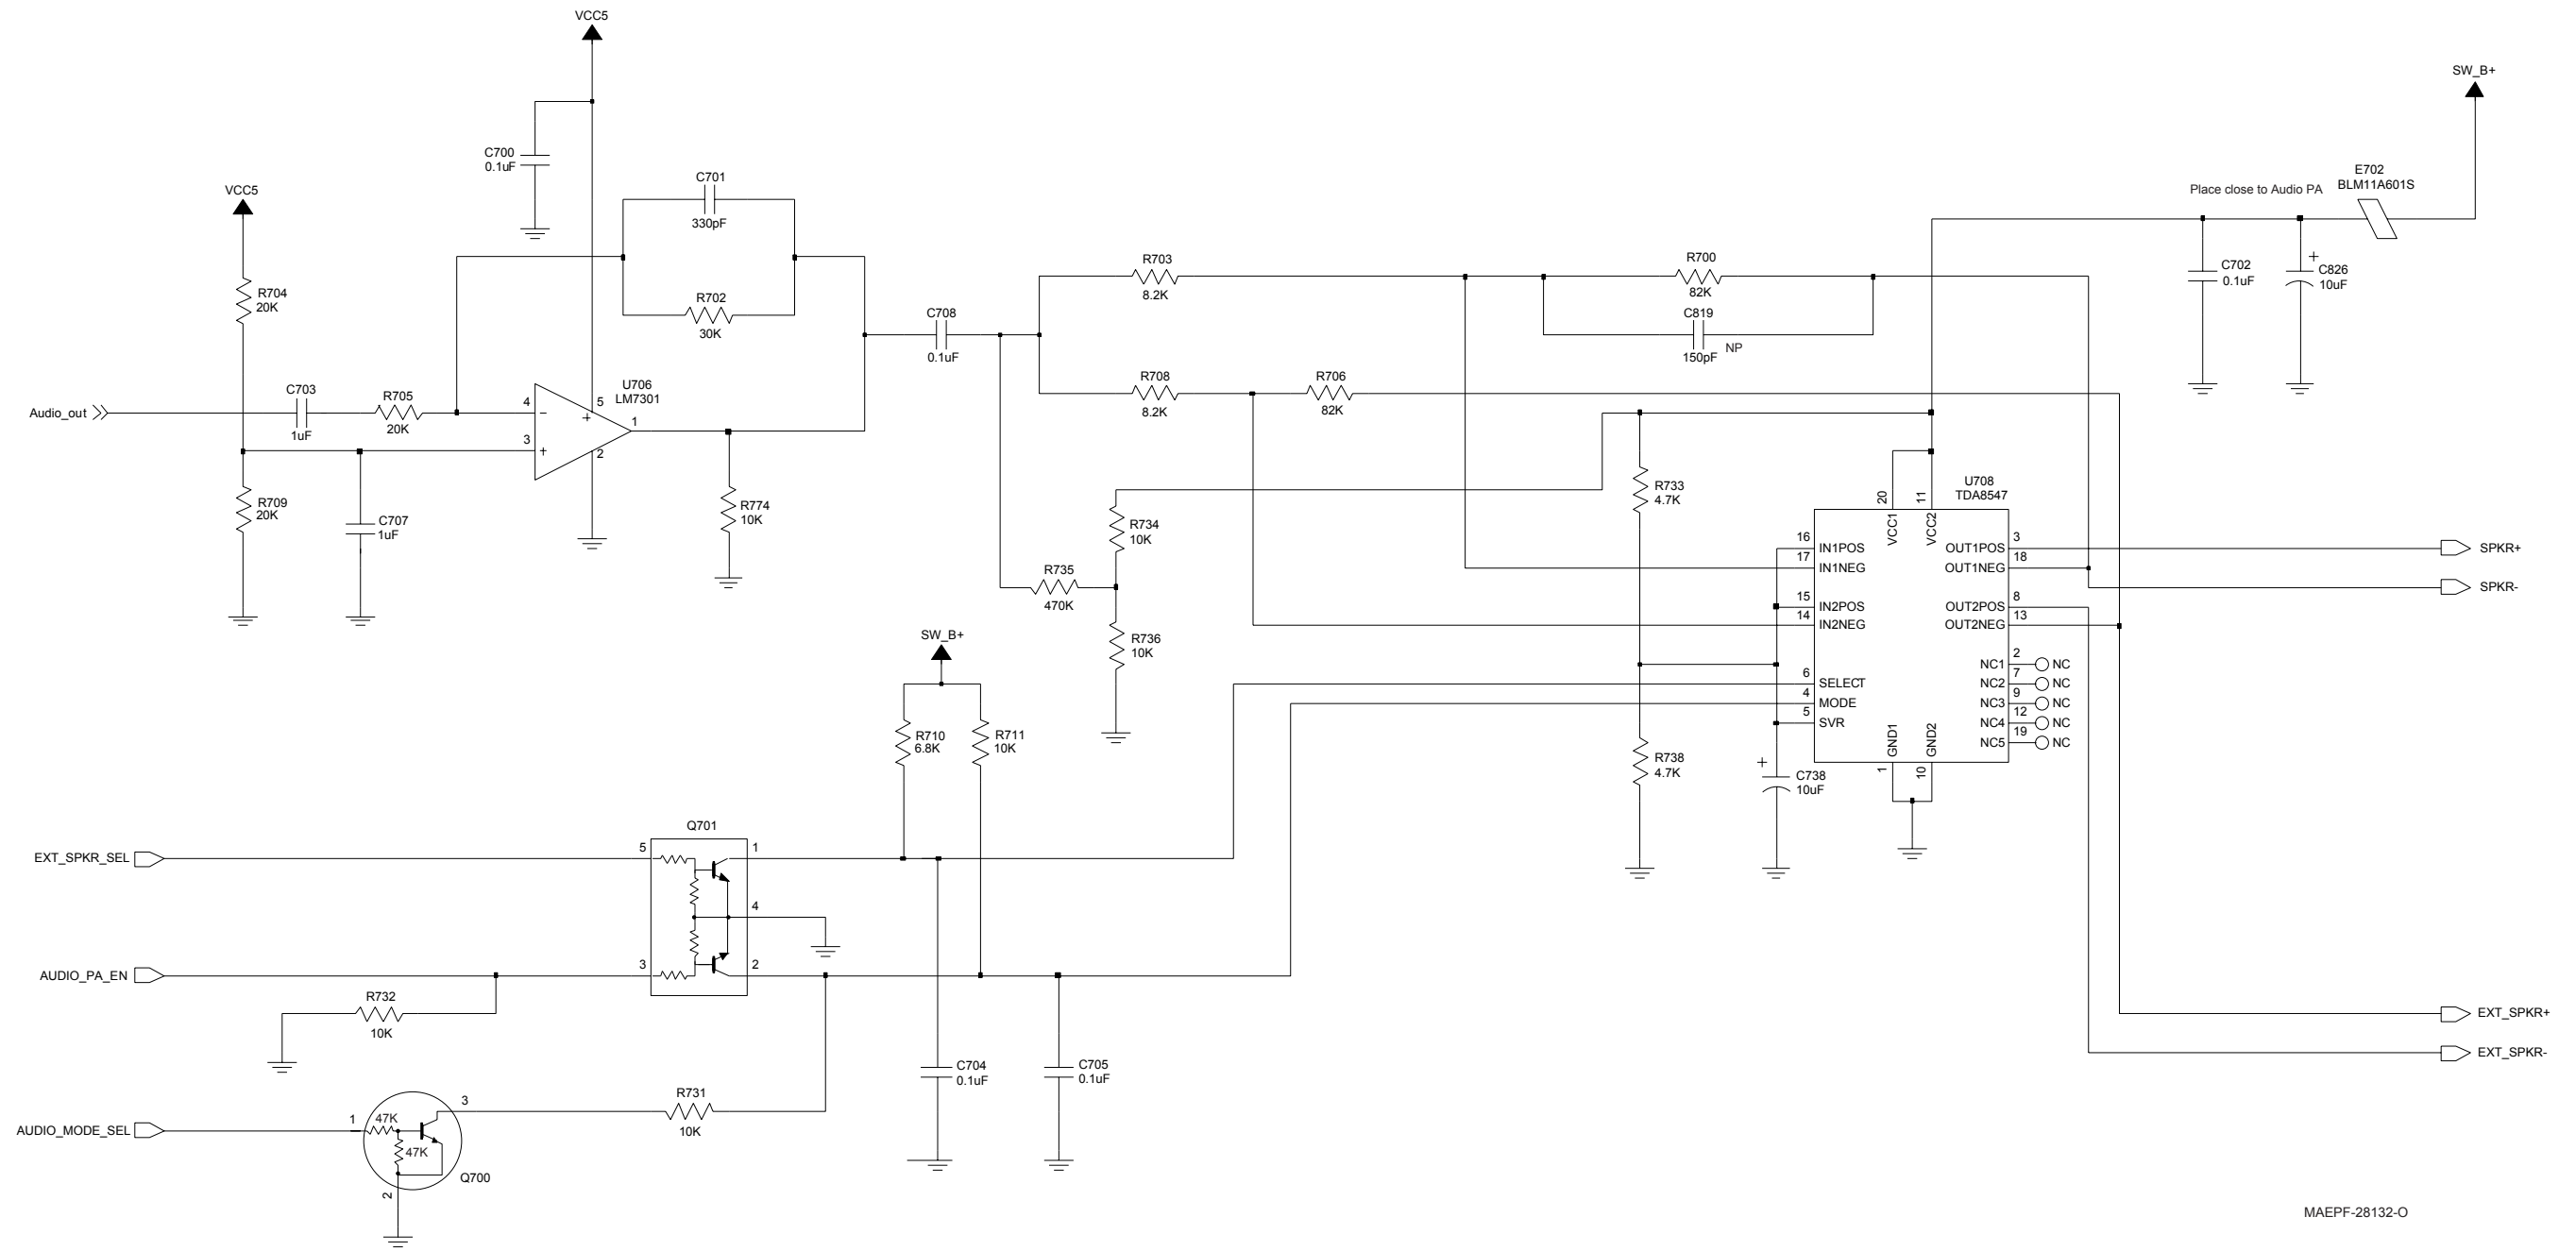 VCC5
SW_B+
C700
0.1uF
E702
BLM11A601S
Place close to Audio PA
C701
330pF
VCC5
R704
20K
R702
30K
C708
0.1uF
R703
8.2K
R700
82K
C819
150pF NP
C702
0.1uF
+
C826
10uF
Audio_out
C703
1uF
R705
20K
4
3
−
+
+
5
2
1
U706
LM7301
R708
8.2K
R706
82K
R709
20K
C707
1uF
R774
10K
R734
10K
R735
470K
R736
10K
R733
4.7K
U708
TDA8547
20
11
VCC1
VCC2
16 IN1POS
17 IN1NEG
15 IN2POS
14 IN2NEG
6 SELECT
4 MODE
5 SVR
OUT1POS 3
OUT1NEG 18
OUT2POS 8
OUT2NEG 13
NC1 2 NC
NC2 7 NC
NC3 9 NC
NC4 12 NC
NC5 19 NC
GND1
GND2
1
10
SPKR+
SPKR-
SW_B+
R710
6.8K
R711
10K
R738
4.7K
+
C738
10uF
Q701
EXT_SPKR_SEL
5
1
4
AUDIO_PA_EN
3
2
R732
10K
C704
0.1uF
C705
0.1uF
EXT_SPKR+
EXT_SPKR-
R731
10K
AUDIO_MODE_SEL
1
47K
47K
3
2
Q700
MAEPF-28132-O